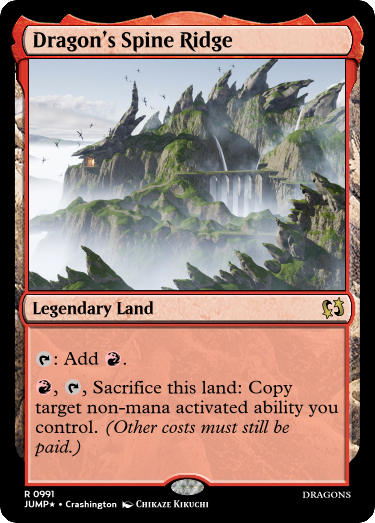 Dragon's Spine Ridge
Legendary Land
: Add .
, , Sacrifice this land: Copy
target non-mana activated ability you
control. (Other costs must still be
paid.)
R 0991
JUMP★ • Crashington CHIKAZE KIKUCHI
DRAGONS